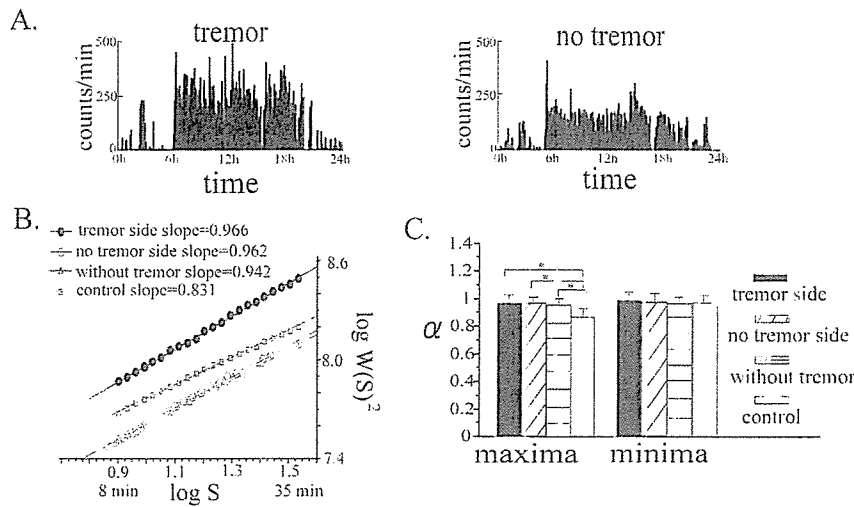 A.
tremor
no tremor
counts/min
500
250
0
0h 6h 12h 18h 24h
time
counts/min
500
250
0
0h 6h 12h 18h 24h
time
B.
tremor side slope=0.966
no tremor side slope=0.962
without tremor slope=0.942
control slope=0.831
8.6
8.0
7.4
log W(S)²
0.9 1.1 1.3 1.5
8 min log S 35 min
C.
1.4
1.2
1
0.8
0.6
0.4
0.2
0
α
* * *
maxima minima
tremor side
no tremor side
without tremor
control